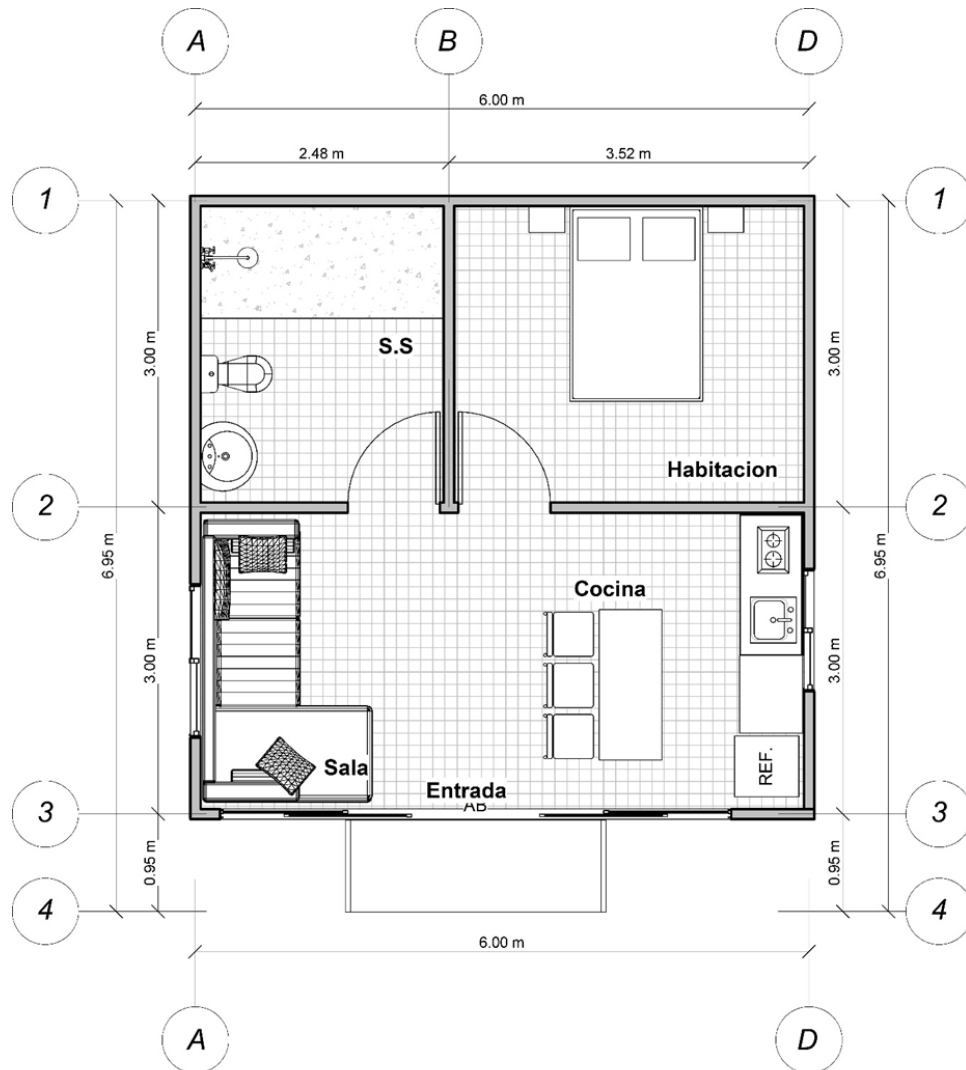 A
B
D
6.00 m
2.48 m
3.52 m
1
1
3.00 m
3.00 m
S.S
Habitacion
2
2
6.95 m
6.95 m
Cocina
3.00 m
3.00 m
Sala
REF.
Entrada
AB
3
3
0.95 m
0.95 m
4
4
6.00 m
A
D